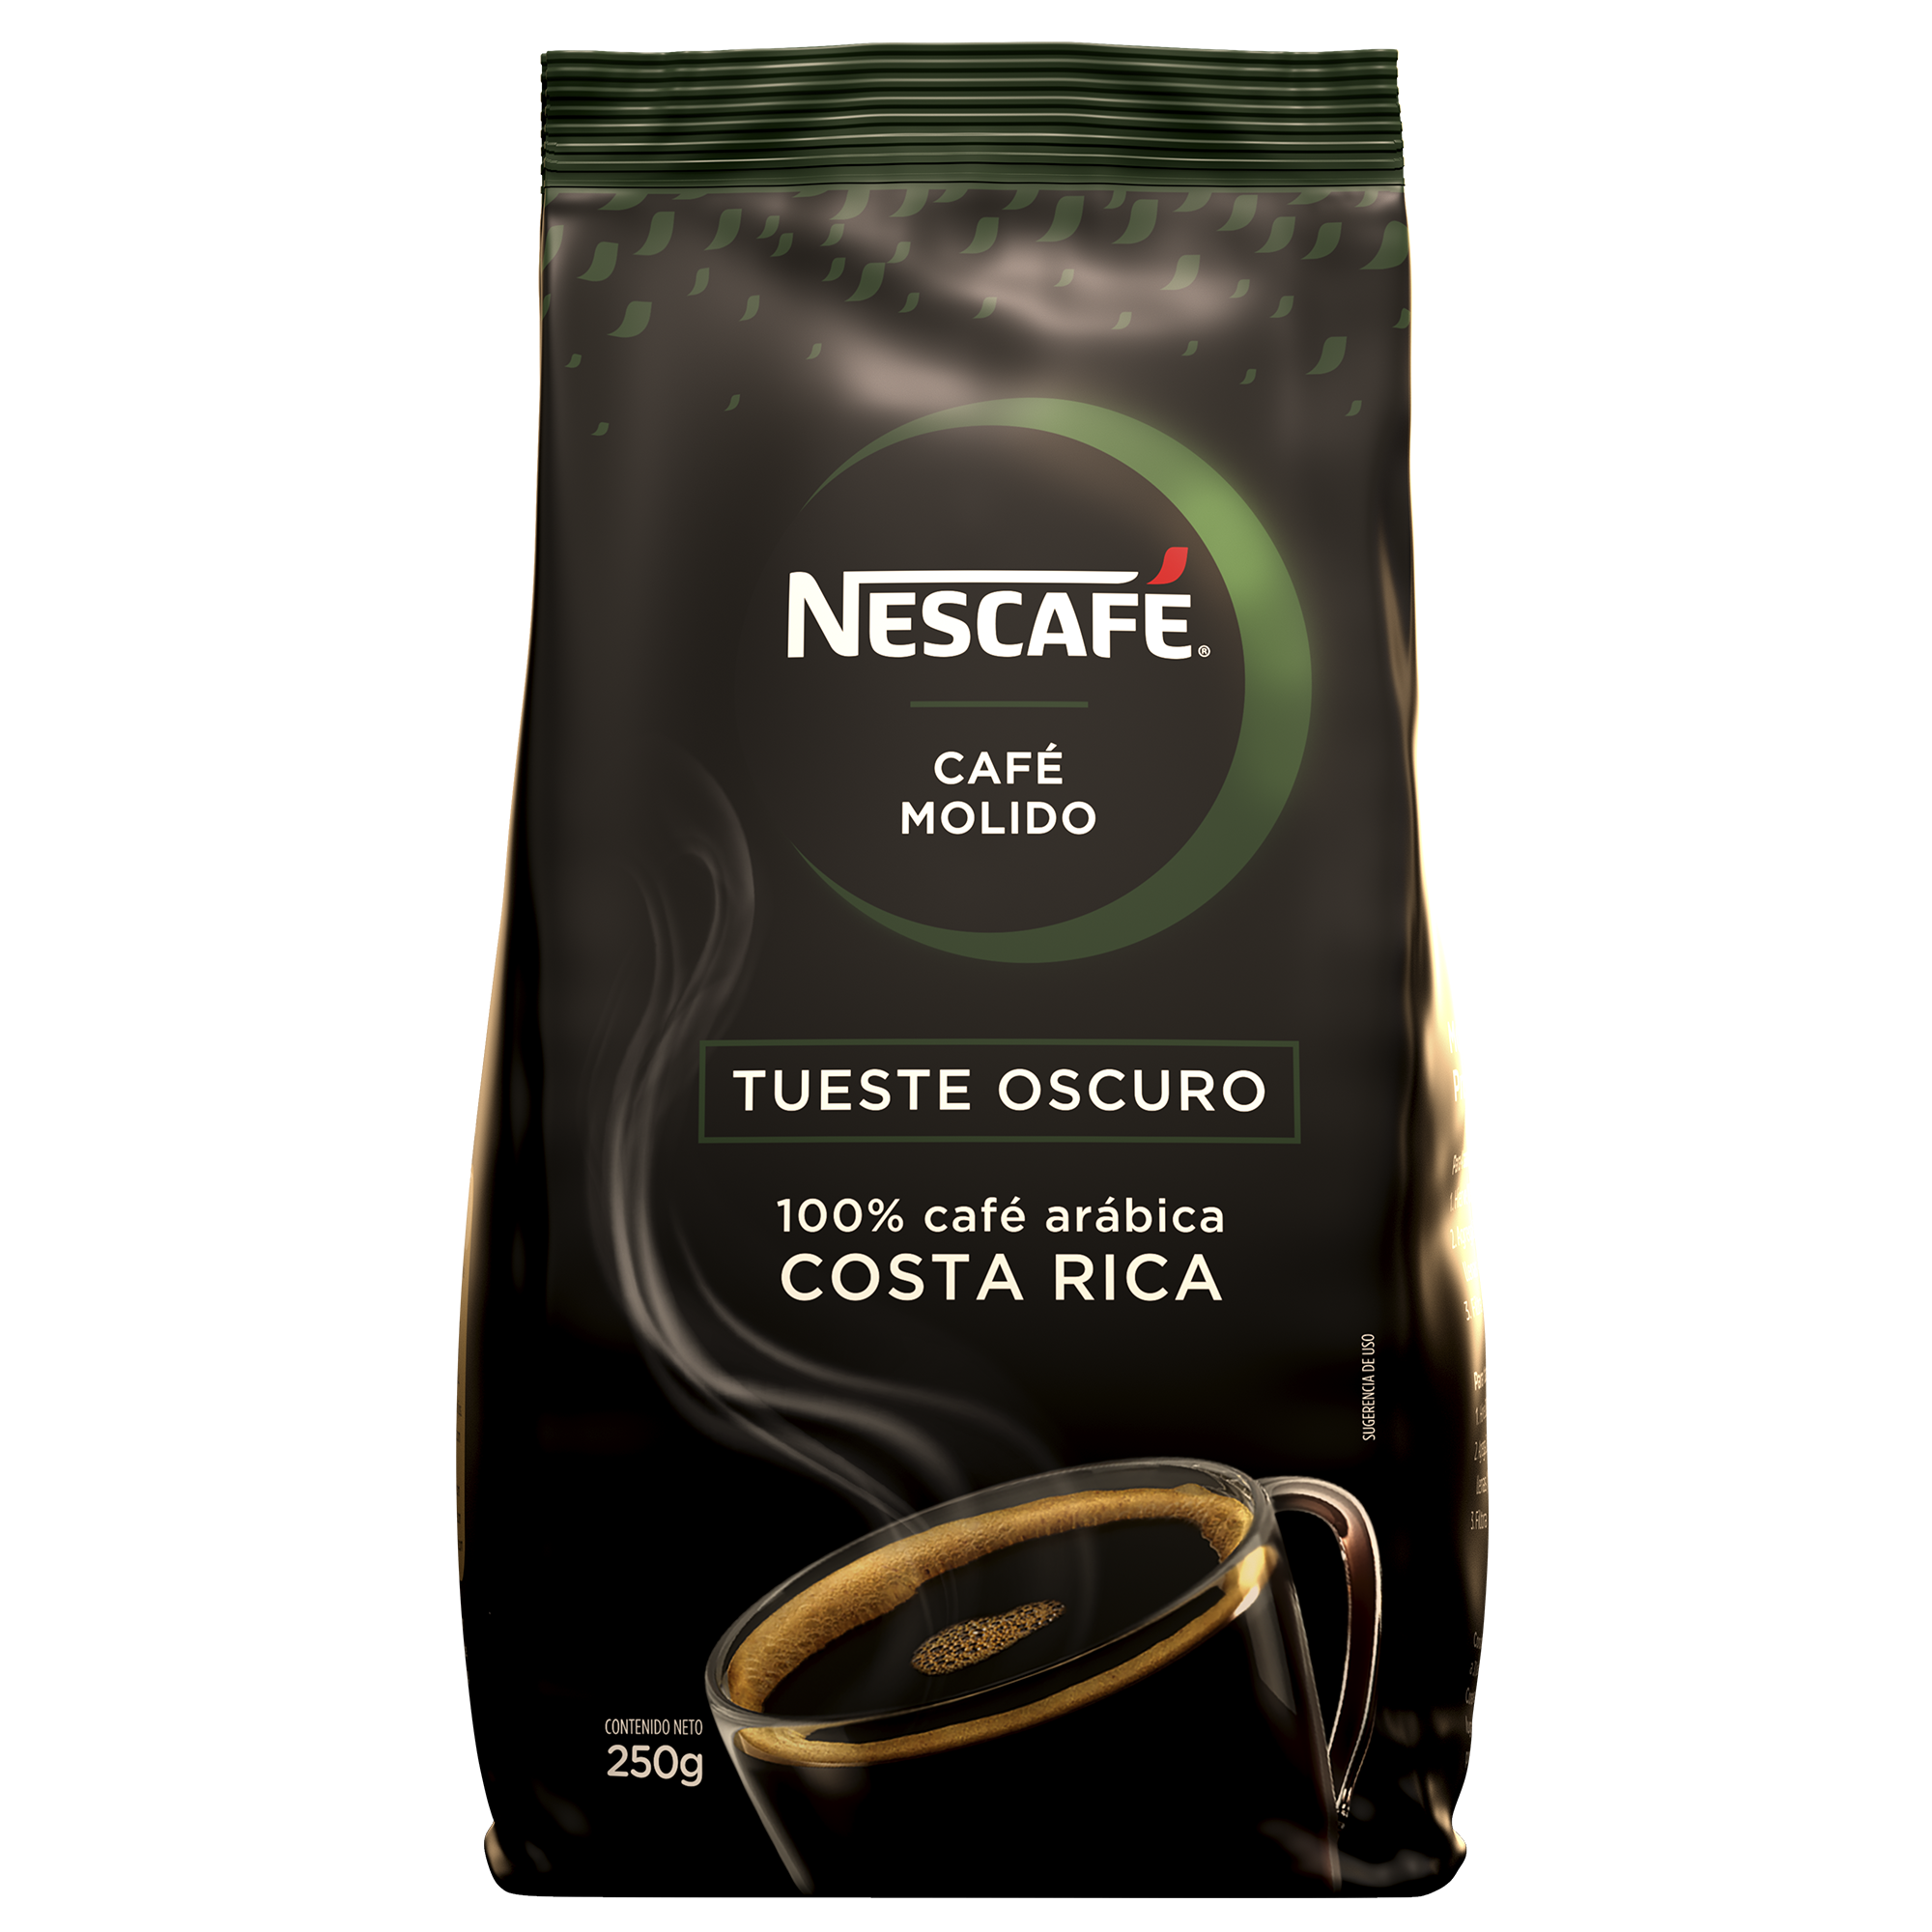 NESCAFÉ®
CAFÉ
MOLIDO
TUESTE OSCURO
100% café arábica
COSTA RICA
SUGERENCIA DE USO
CONTENIDO NETO
250g